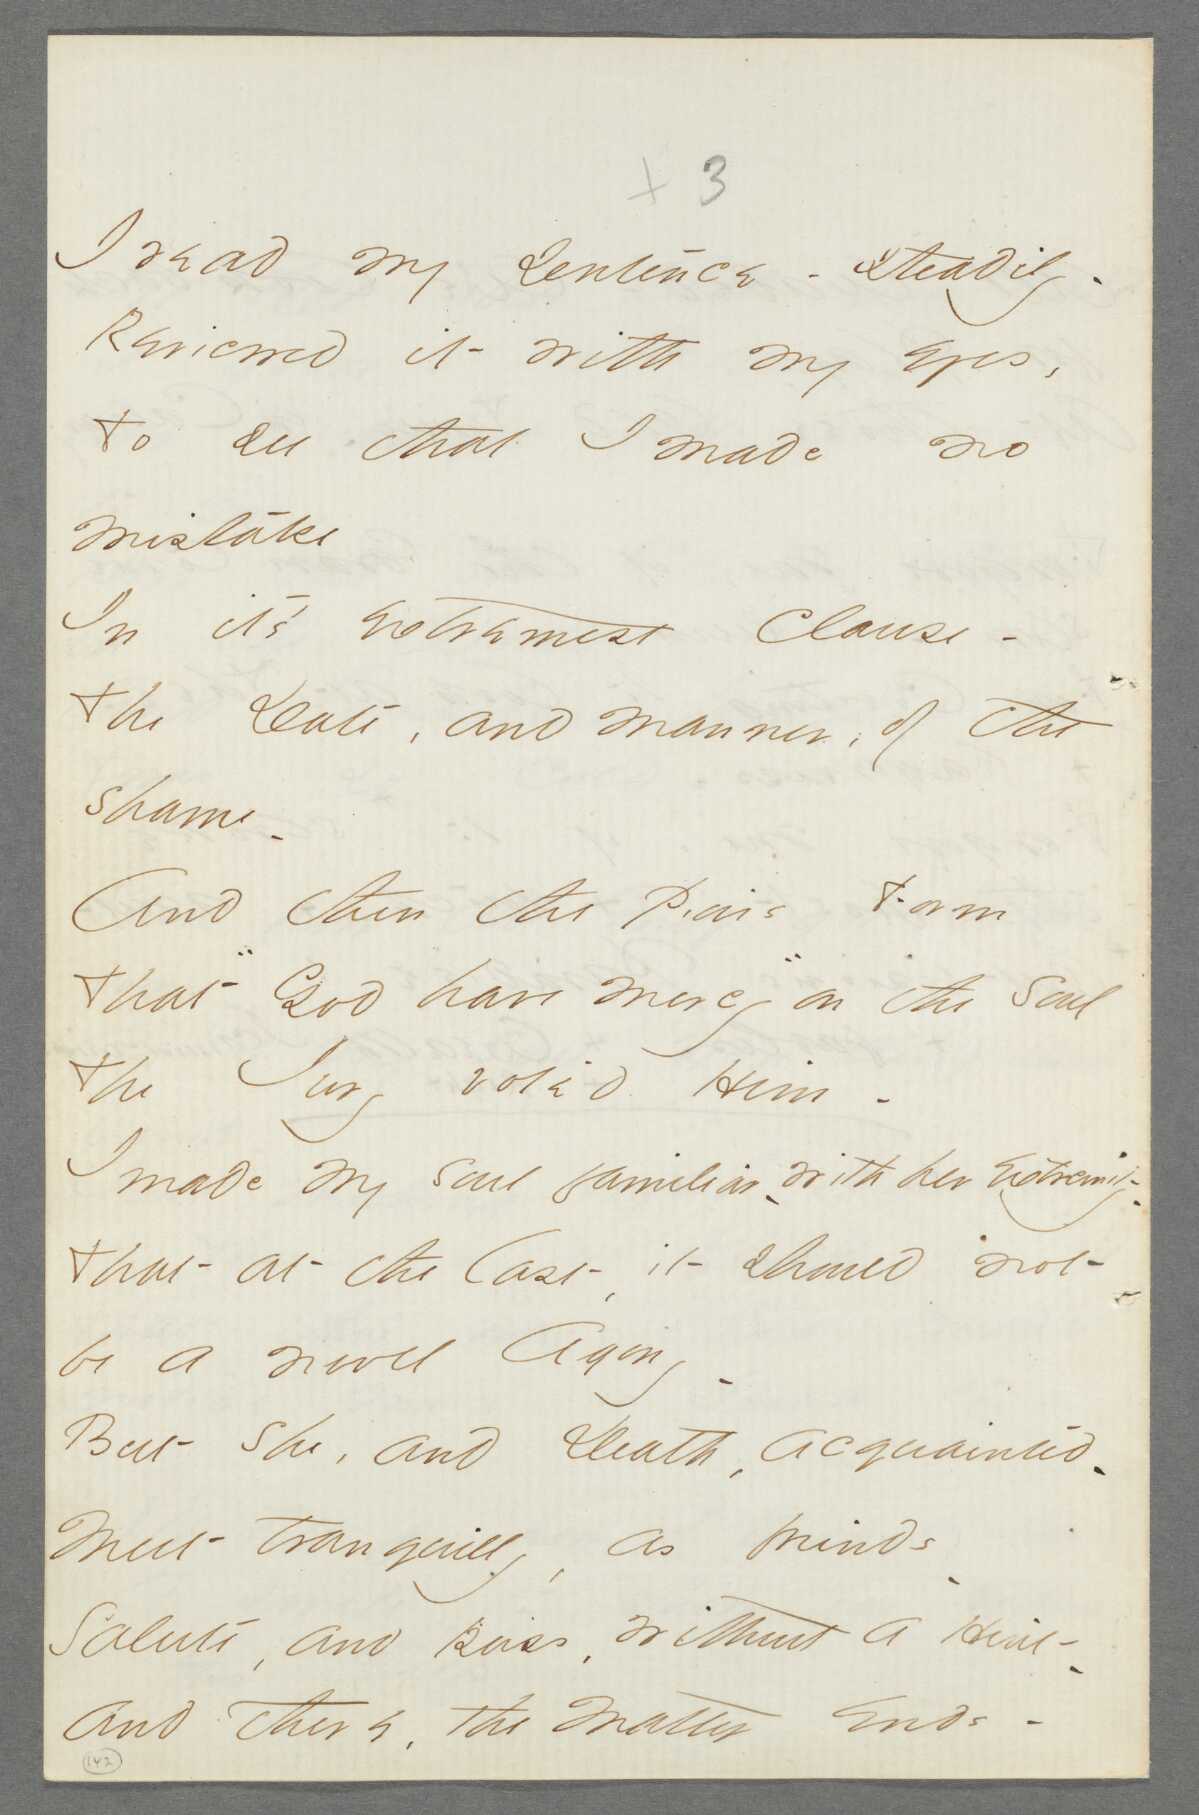 + 3
I read my sentence - steadily -
Reviewed it with my eyes,
To see that I made no
mistake
In it's extremest clause -
The Date, and manner, of the
shame -
And then the Pious Form
That "God have mercy" on the Soul
The Jury voted Him -
I made my soul familiar - with her extremity -
That at the last, it should not
be a novel Agony -
But she, and Death, acquainted -
Meet tranquilly, as friends -
Salute, and pass, without a Hint -
And there, the matter ends -
142